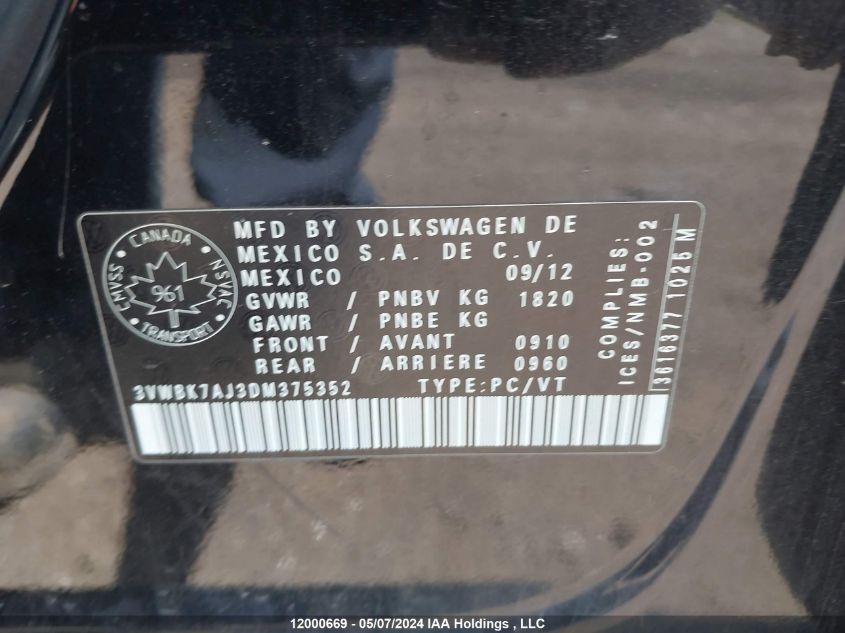 CANADA
CMVSS
NSVAC
961
TRANSPORT
MFD BY VOLKSWAGEN DE
MEXICO S.A. DE C.V.
MEXICO 09/12
GVWR / PNBV KG 1820
GAWR / PNBE KG
FRONT / AVANT 0910
REAR / ARRIERE 0960
3VWBK7AJ3DM375352 TYPE:PC/VT
COMPLIES:
ICES/NMB-002
13616377 1025 M
12000669 - 05/07/2024 IAA Holdings , LLC